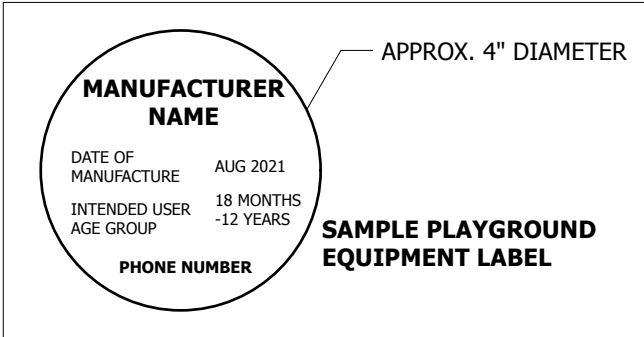 APPROX. 4" DIAMETER
MANUFACTURER
NAME
DATE OF
MANUFACTURE
AUG 2021
INTENDED USER
AGE GROUP
18 MONTHS
-12 YEARS
PHONE NUMBER
SAMPLE PLAYGROUND
EQUIPMENT LABEL